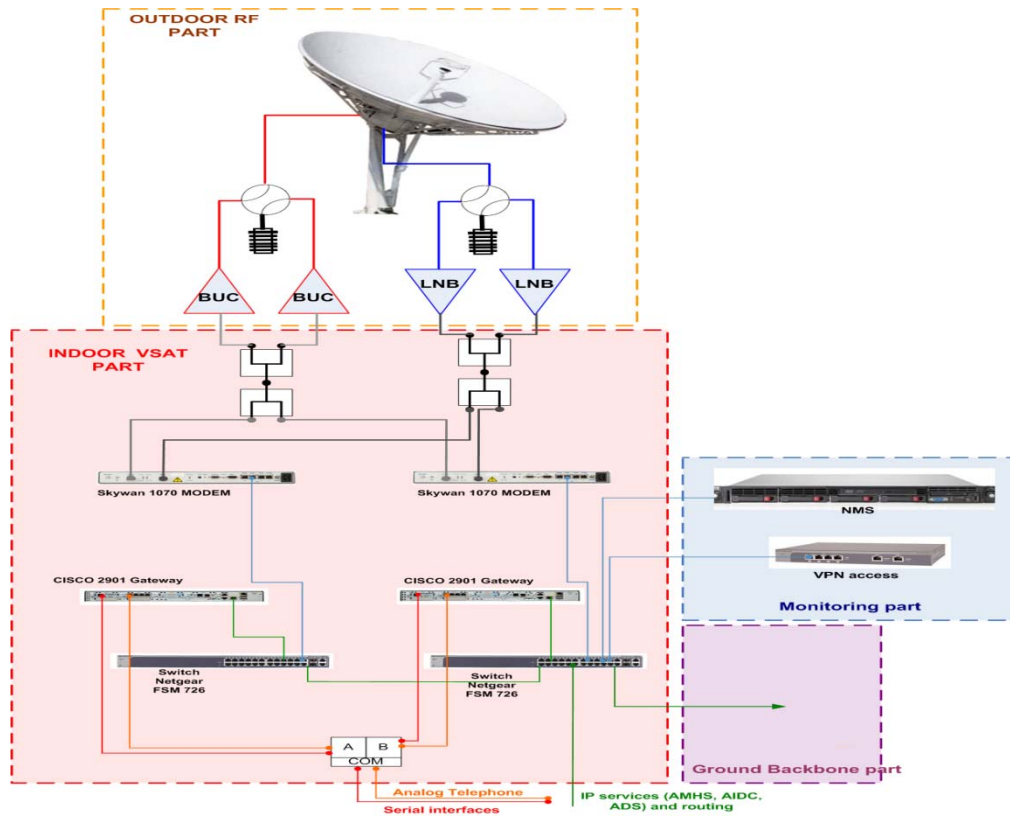 OUTDOOR RF
PART
BUC
BUC
LNB
LNB
INDOOR VSAT
PART
Skywan 1070 MODEM
Skywan 1070 MODEM
NMS
VPN access
Monitoring part
CISCO 2901 Gateway
CISCO 2901 Gateway
Switch
Netgear
FSM 726
Switch
Netgear
FSM 726
A
B
COM
Ground Backbone part
Analog Telephone
Serial interfaces
IP services (AMHS, AIDC,
ADS) and routing